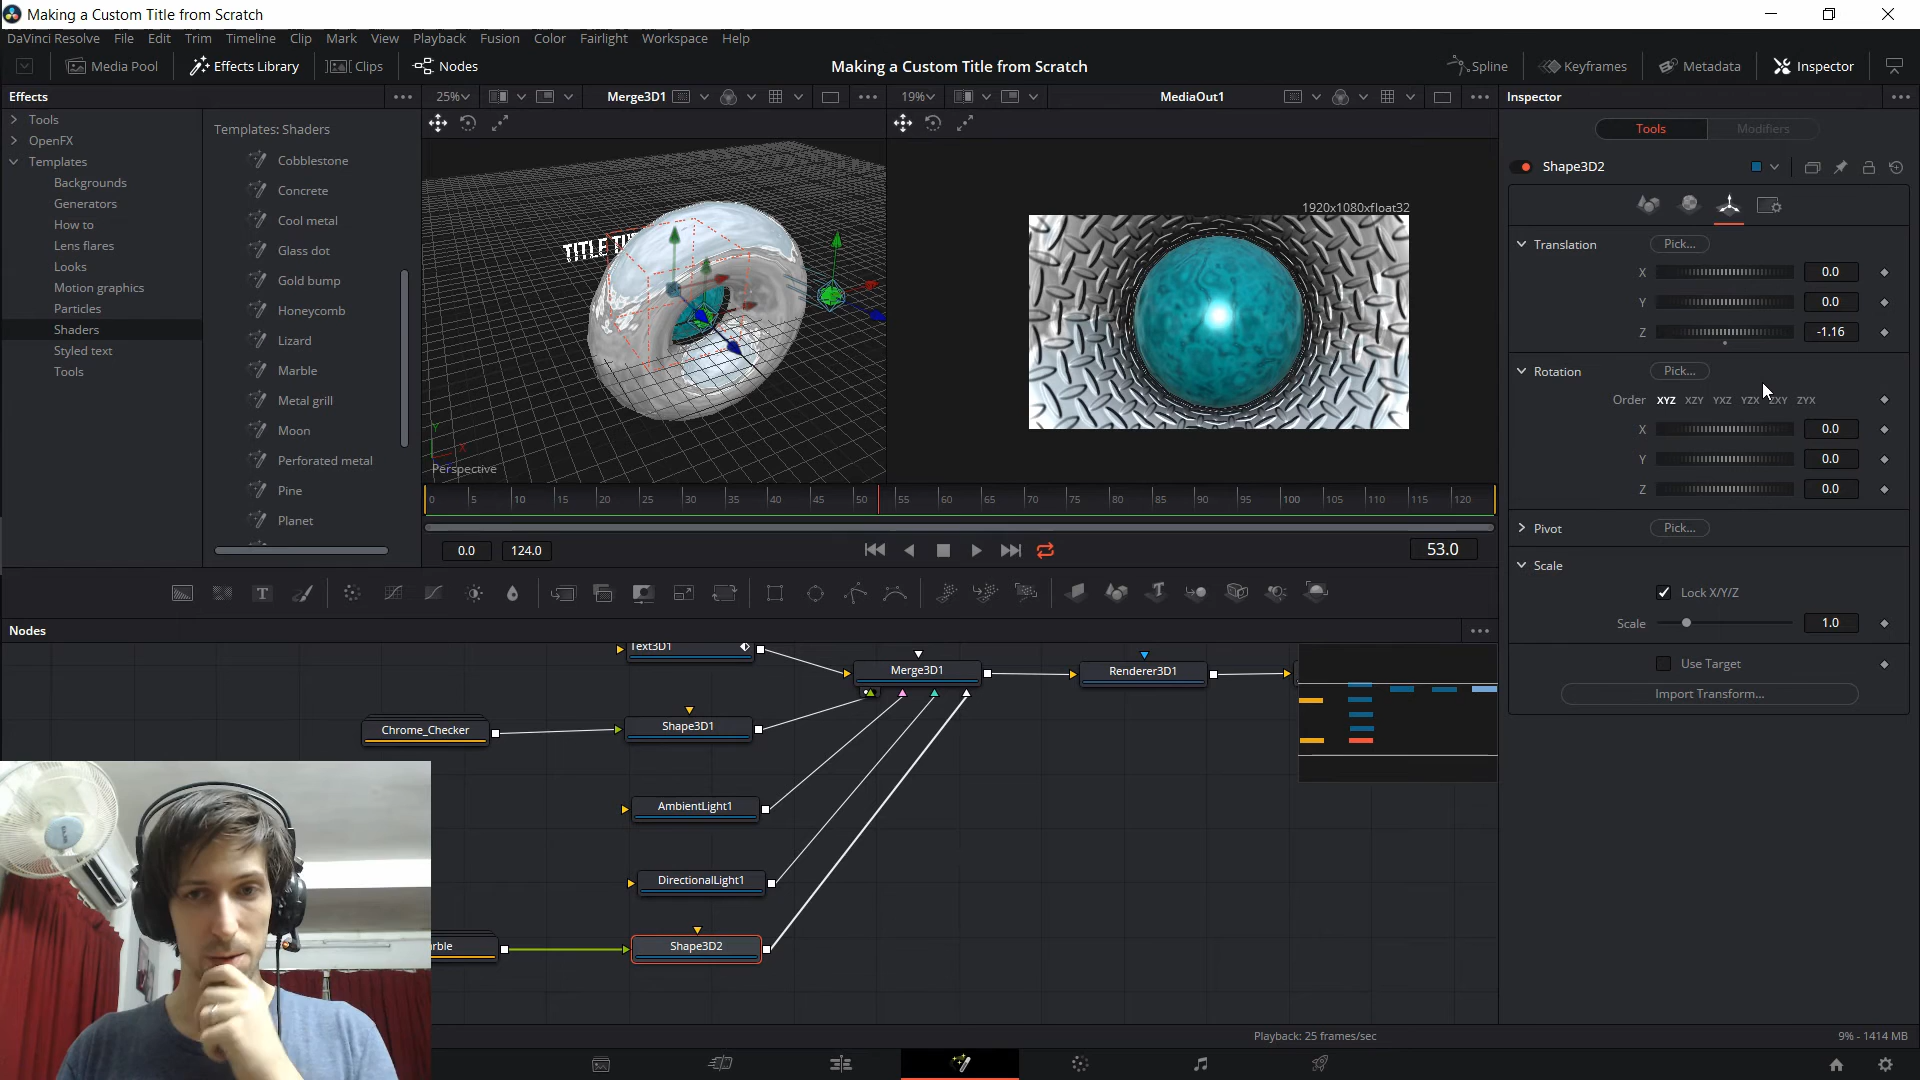 Making a Custom Title from Scratch
DaVinci Resolve File Edit Trim Timeline Clip Mark View Playback Fusion Color Fairlight Workspace Help
Media Pool Effects Library Clips Nodes Making a Custom Title from Scratch Spline Keyframes Metadata Inspector
Effects 25% Merge3D1 19% MediaOut1 Inspector
Tools
OpenFX
Templates
Backgrounds
Generators
How to
Lens flares
Looks
Motion graphics
Particles
Shaders
Styled text
Tools
Templates: Shaders
Cobblestone
Concrete
Cool metal
Glass dot
Gold bump
Honeycomb
Lizard
Marble
Metal grill
Moon
Perforated metal
Pine
Planet
TITLE
Y
X
Perspective
1920x1080xfloat32
Tools Modifiers
Shape3D2
Translation Pick...
X 0.0
Y 0.0
Z -1.16
Rotation Pick...
Order XYZ XZY YXZ YZX ZXY ZYX
X 0.0
Y 0.0
Z 0.0
Pivot Pick...
Scale
Lock X/Y/Z
Scale 1.0
Use Target
Import Transform...
0 5 10 15 20 25 30 35 40 45 50 55 60 65 70 75 80 85 90 95 100 105 110 115 120
0.0 124.0 53.0
Nodes
Text3D1
Merge3D1
Renderer3D1
Chrome_Checker
Shape3D1
AmbientLight1
DirectionalLight1
rble
Shape3D2
Playback: 25 frames/sec
9% - 1414 MB